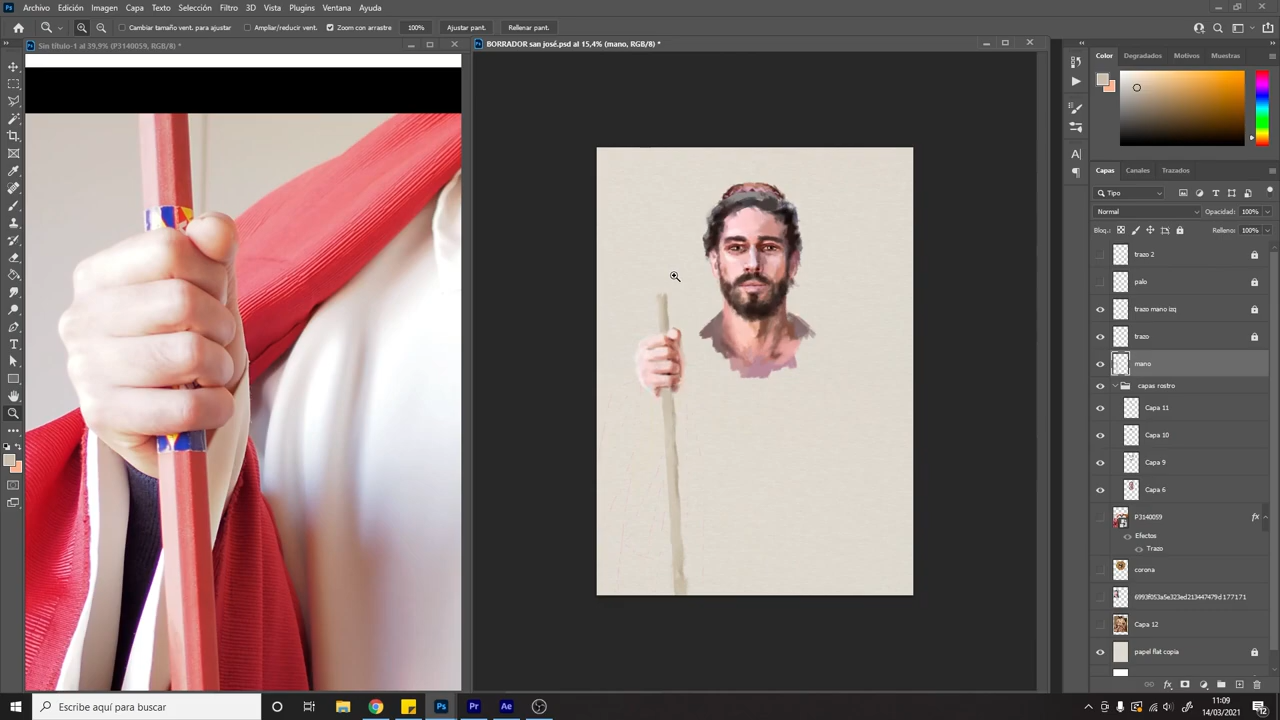 Archivo Edición Imagen Capa Texto Selección Filtro 3D Vista Plugins Ventana Ayuda
Cambiar tamaño vent. para ajustar Ampliar/reducir vent. Zoom con arrastre 100% Ajustar pant. Rellenar pant.
Sin título-1 al 39,9% (P3140059, RGB/8) *
BORRADOR san josé.psd al 15,4% (mano, RGB/8) *
Color Degradados Motivos Muestras
Capas Canales Trazados
Tipo
Normal Opacidad: 100%
Bloq.: Relleno: 100%
trazo 2
palo
trazo mano izq
trazo
mano
capas rostro
Capa 11
Capa 10
Capa 9
Capa 6
P3140059 fx
Efectos
Trazo
corona
6993f053a5e323ed213447479d177171
Capa 12
papel flat copia
Escribe aquí para buscar
11:09
14/03/2021